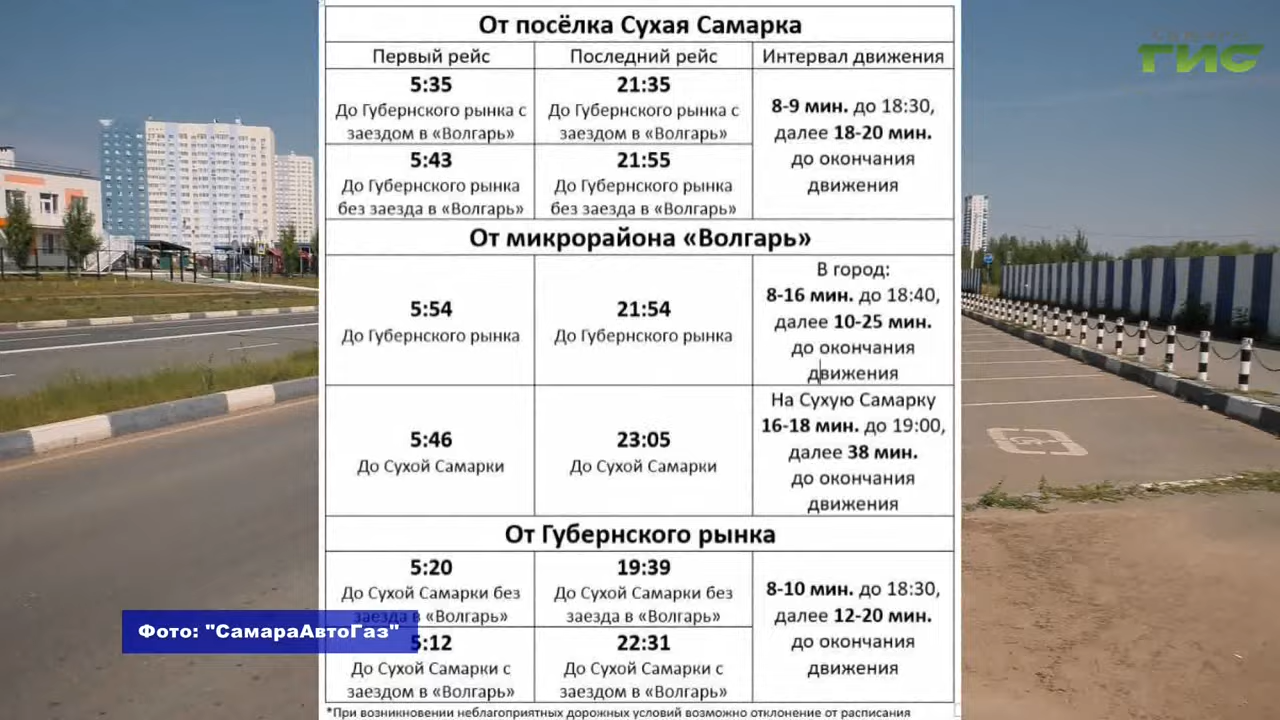 От посёлка Сухая Самарка
Первый рейс Последний рейс Интервал движения
5:35
До Губернского рынка с
заездом в «Волгарь»
21:35
До Губернского рынка с
заездом в «Волгарь»
8-9 мин. до 18:30,
далее 18-20 мин.
до окончания
движения
5:43
До Губернского рынка
без заезда в «Волгарь»
21:55
До Губернского рынка
без заезда в «Волгарь»
От микрорайона «Волгарь»
5:54
До Губернского рынка
21:54
До Губернского рынка
В город:
8-16 мин. до 18:40,
далее 10-25 мин.
до окончания
движения
5:46
До Сухой Самарки
23:05
До Сухой Самарки
На Сухую Самарку
16-18 мин. до 19:00,
далее 38 мин.
до окончания
движения
От Губернского рынка
5:20
До Сухой Самарки без
заезда в «Волгарь»
19:39
До Сухой Самарки без
заезда в «Волгарь»
8-10 мин. до 18:30,
далее 12-20 мин.
до окончания
движения
5:12
До Сухой Самарки с
заездом в «Волгарь»
22:31
До Сухой Самарки с
заездом в «Волгарь»
*При возникновении неблагоприятных дорожных условий возможно отклонение от расписания
Фото: "СамараАвтоГаз"
ГИС